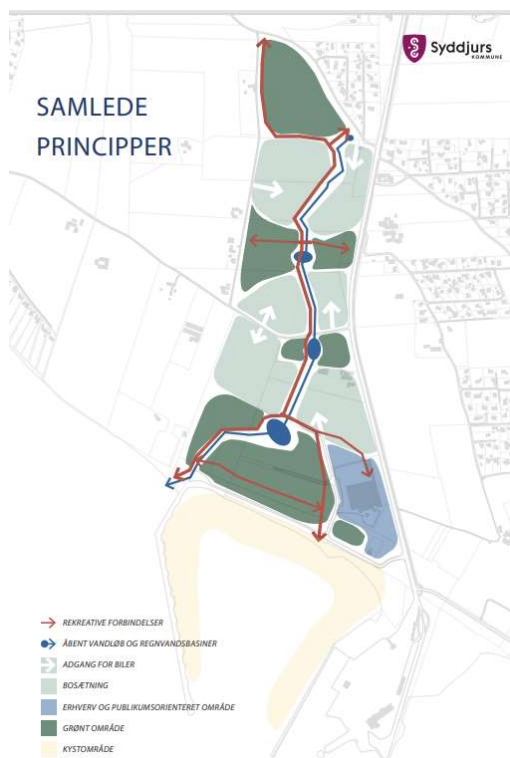 Syddjurs
KOMMUNE
SAMLEDE
PRINCIPPER
REKREATIVE FORBINDELSER
ÅBENT VANDLØB OG REGNVANDSBASINER
ADGANG FOR BILER
BOSÆTNING
ERHVERV OG PUBLIKUMSORIENTERET OMRÅDE
GRØNT OMRÅDE
KYSTOMRÅDE